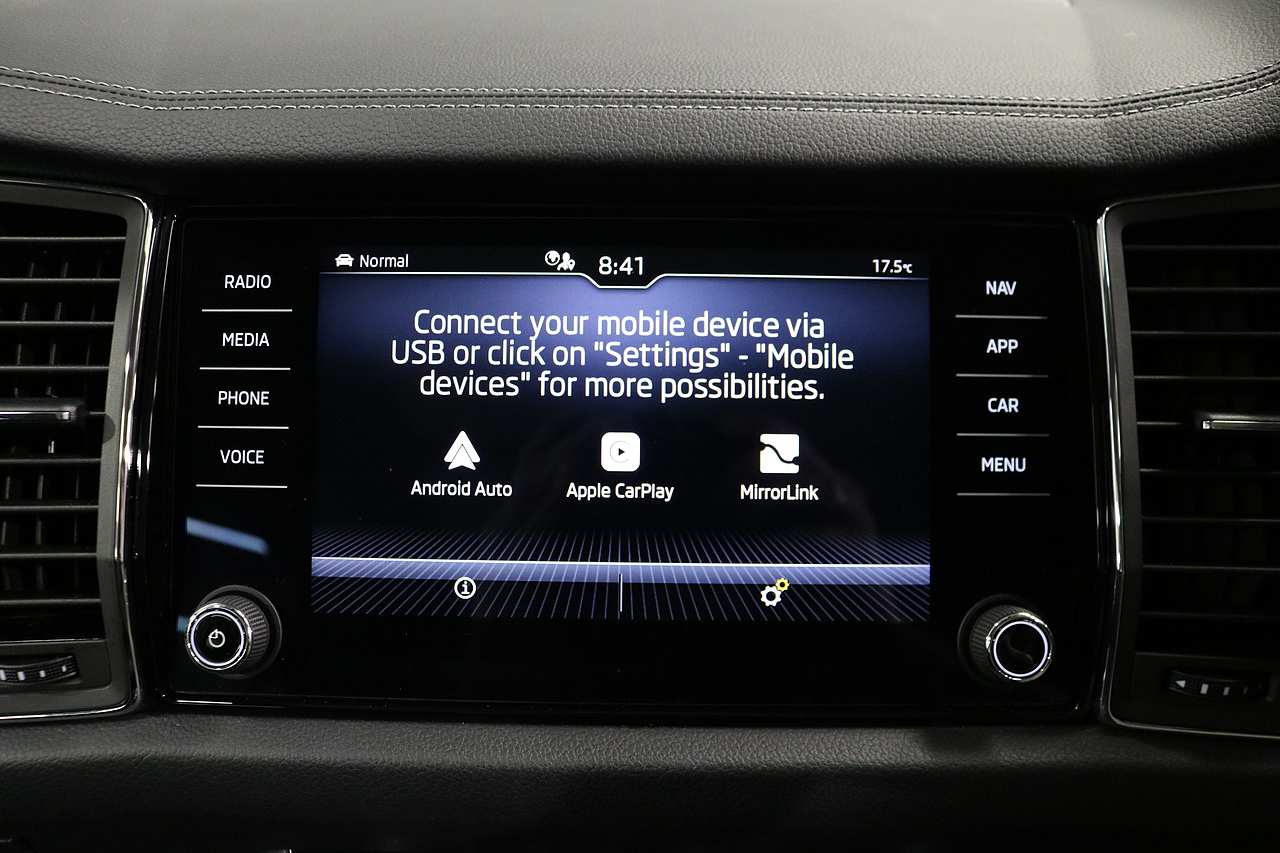 Normal
8:41
17.5°C
RADIO
MEDIA
PHONE
VOICE
Connect your mobile device via
USB or click on "Settings" - "Mobile
devices" for more possibilities.
Android Auto
Apple CarPlay
MirrorLink
NAV
APP
CAR
MENU